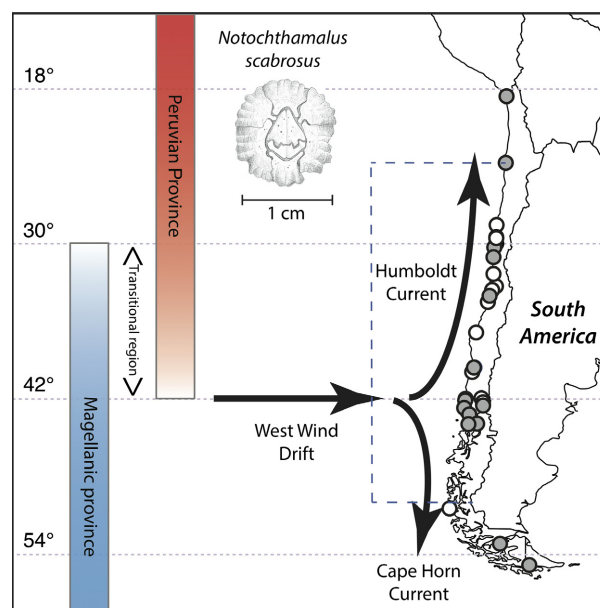 Notochthamalus
scabrosus
1 cm
18°
30°
42°
54°
Peruvian Province
Transitional region
Magellanic province
Humboldt
Current
West Wind
Drift
Cape Horn
Current
South
America